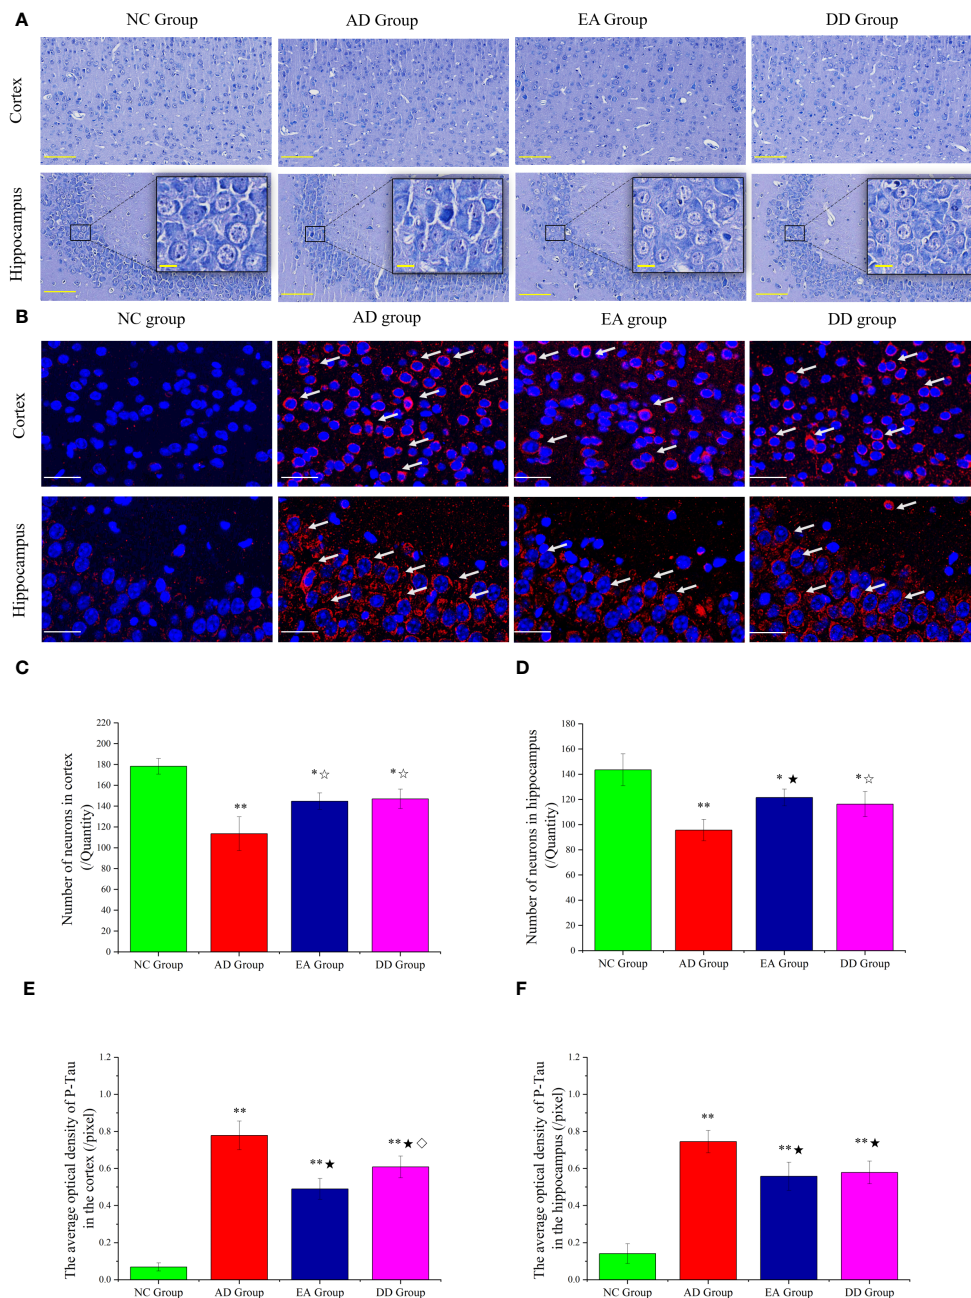 A
NC Group
AD Group
EA Group
DD Group
Cortex
Hippocampus
B
NC group
AD group
EA group
DD group
Cortex
Hippocampus
C
Number of neurons in cortex
(/Quantity)
220
200
180
160
140
120
100
80
60
40
20
0
**
*☆
*☆
NC Group
AD Group
EA Group
DD Group
D
Number of neurons in hippocampus
(/Quantity)
180
160
140
120
100
80
60
40
20
0
**
*★
*☆
NC Group
AD Group
EA Group
DD Group
E
The average optical density of P-Tau
in the cortex (/pixel)
1.2
1.0
0.8
0.6
0.4
0.2
0.0
**
**★
**★◇
NC Group
AD Group
EA Group
DD Group
F
The average optical density of P-Tau
in the hippocampus (/pixel)
1.2
1.0
0.8
0.6
0.4
0.2
0.0
**
**★
**★
NC Group
AD Group
EA Group
DD Group